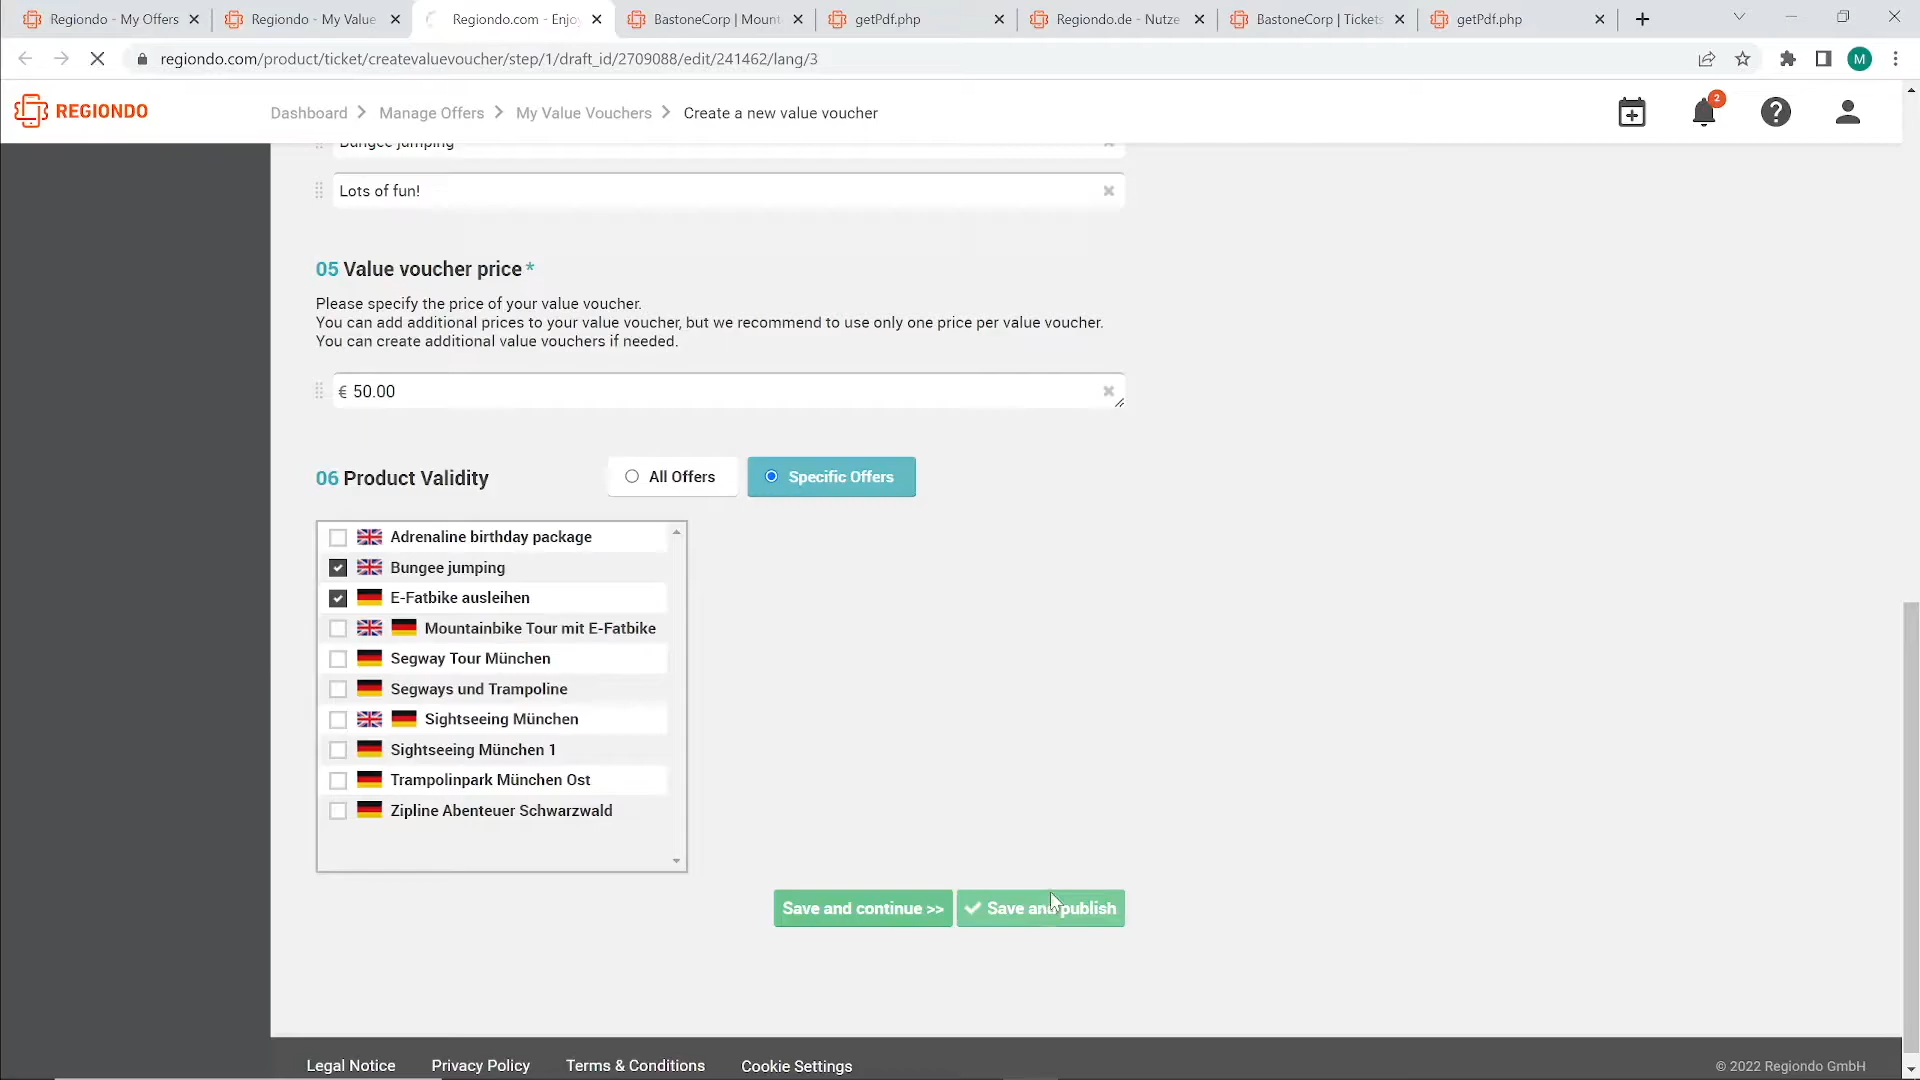 Regiondo - My Offers
Regiondo - My Value
Regiondo.com - Enjoy
BastoneCorp | Mount
getPdf.php
Regiondo.de - Nutze
BastoneCorp | Tickets
getPdf.php
regiondo.com/product/ticket/createvaluevoucher/step/1/draft_id/2709088/edit/241462/lang/3
M
REGIONDO
Dashboard
Manage Offers
My Value Vouchers
Create a new value voucher
2
Bungee jumping
Lots of fun!
05 Value voucher price *
Please specify the price of your value voucher.
You can add additional prices to your value voucher, but we recommend to use only one price per value voucher.
You can create additional value vouchers if needed.
€ 50.00
06 Product Validity
All Offers
Specific Offers
Adrenaline birthday package
Bungee jumping
E-Fatbike ausleihen
Mountainbike Tour mit E-Fatbike
Segway Tour München
Segways und Trampoline
Sightseeing München
Sightseeing München 1
Trampolinpark München Ost
Zipline Abenteuer Schwarzwald
Save and continue >>
Save and publish
Legal Notice
Privacy Policy
Terms & Conditions
Cookie Settings
© 2022 Regiondo GmbH